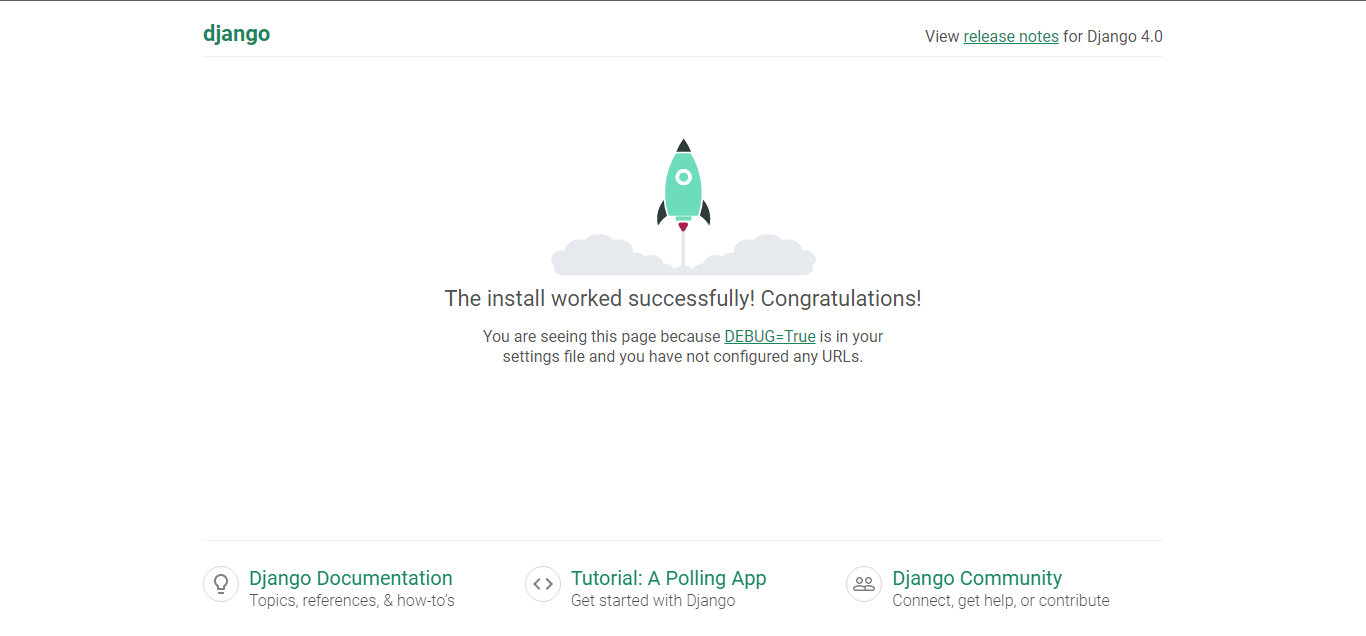 django
View release notes for Django 4.0
The install worked successfully! Congratulations!
You are seeing this page because DEBUG=True is in your
settings file and you have not configured any URLs.
Django Documentation
Topics, references, & how-to’s
Tutorial: A Polling App
Get started with Django
Django Community
Connect, get help, or contribute